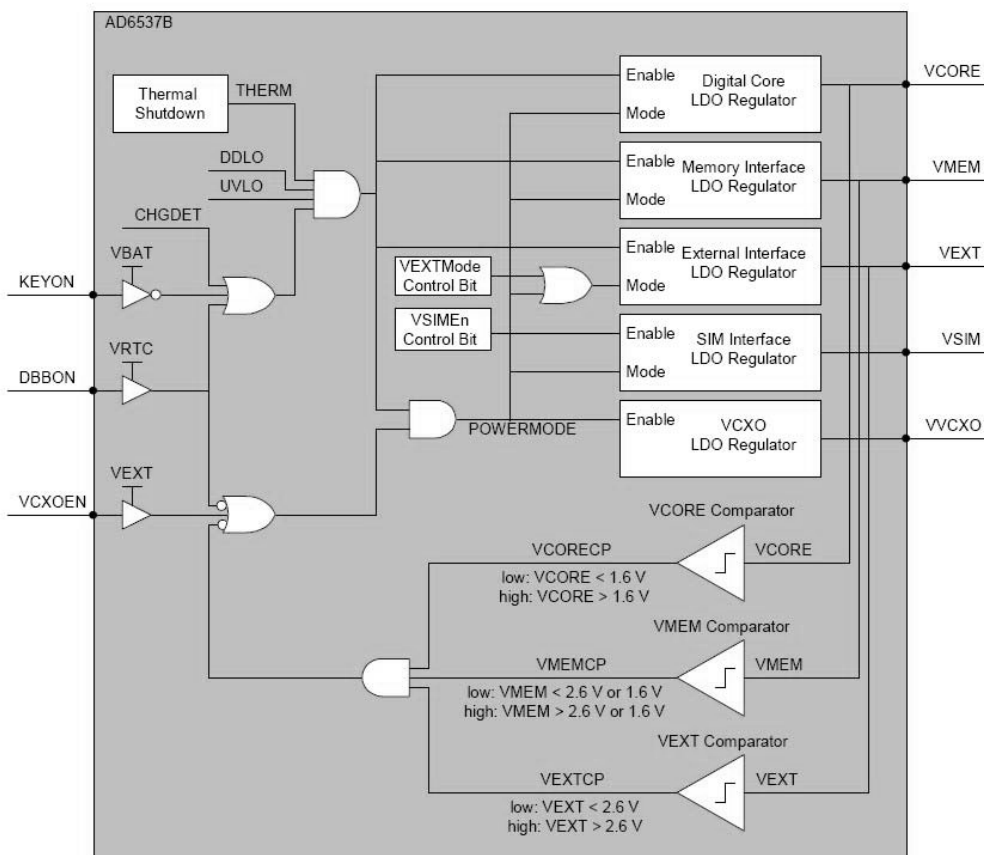 AD6537B
Thermal
Shutdown
THERM
DDLO
UVLO
CHGDET
VBAT
KEYON
VRTC
DBBON
VEXT
VCXOEN
Enable
Mode
Digital Core
LDO Regulator
VCORE
Enable
Mode
Memory Interface
LDO Regulator
VMEM
Enable
Mode
External Interface
LDO Regulator
VEXT
VEXTMode
Control Bit
VSIMEn
Control Bit
Enable
Mode
SIM Interface
LDO Regulator
VSIM
Enable
VCXO
LDO Regulator
VVCXO
POWERMODE
VCORE Comparator
VCORECP
VCORE
low: VCORE < 1.6 V
high: VCORE > 1.6 V
VMEM Comparator
VMEMCP
VMEM
low: VMEM < 2.6 V or 1.6 V
high: VMEM > 2.6 V or 1.6 V
VEXT Comparator
VEXTCP
VEXT
low: VEXT < 2.6 V
high: VEXT > 2.6 V